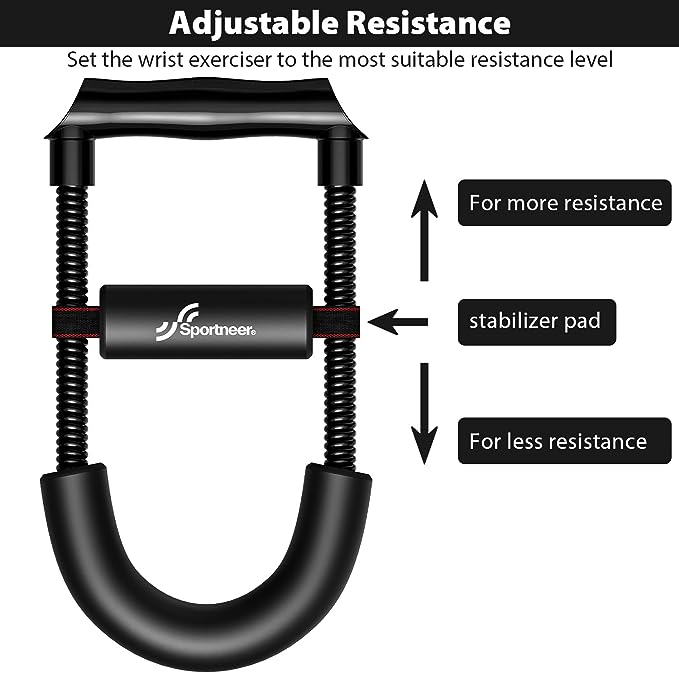 Adjustable Resistance
Set the wrist exerciser to the most suitable resistance level
For more resistance
Sportneer®
stabilizer pad
For less resistance